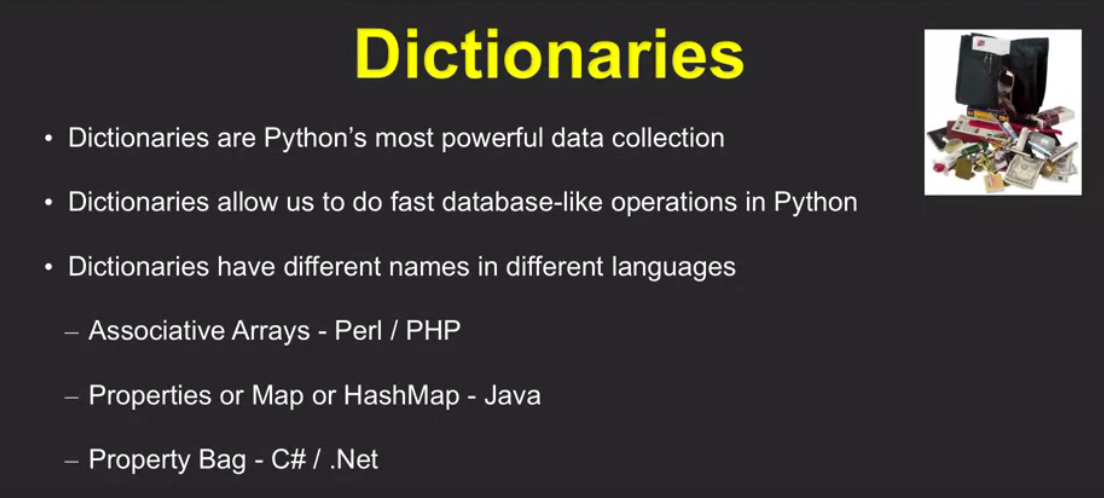 Dictionaries
• Dictionaries are Python’s most powerful data collection
• Dictionaries allow us to do fast database-like operations in Python
• Dictionaries have different names in different languages
– Associative Arrays - Perl / PHP
– Properties or Map or HashMap - Java
– Property Bag - C# / .Net